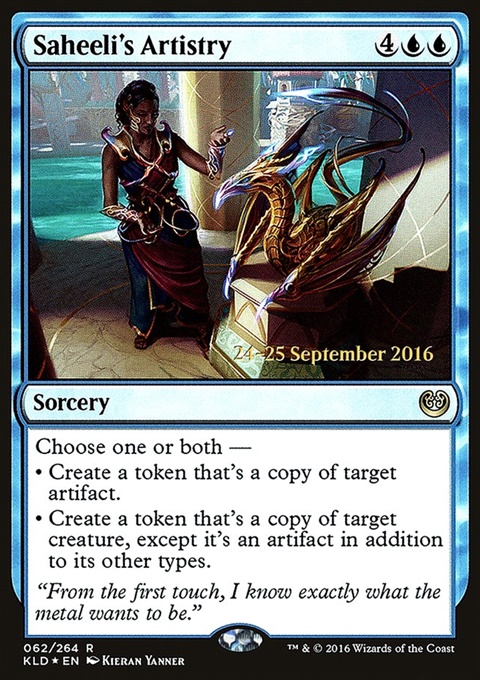 Saheeli's Artistry 4
24–25 September 2016
Sorcery
Choose one or both —
• Create a token that's a copy of target
artifact.
• Create a token that's a copy of target
creature, except it's an artifact in addition
to its other types.
"From the first touch, I know exactly what the
metal wants to be."
062/264 R
KLD ★ EN Kieran Yanner
™ & © 2016 Wizards of the Coast